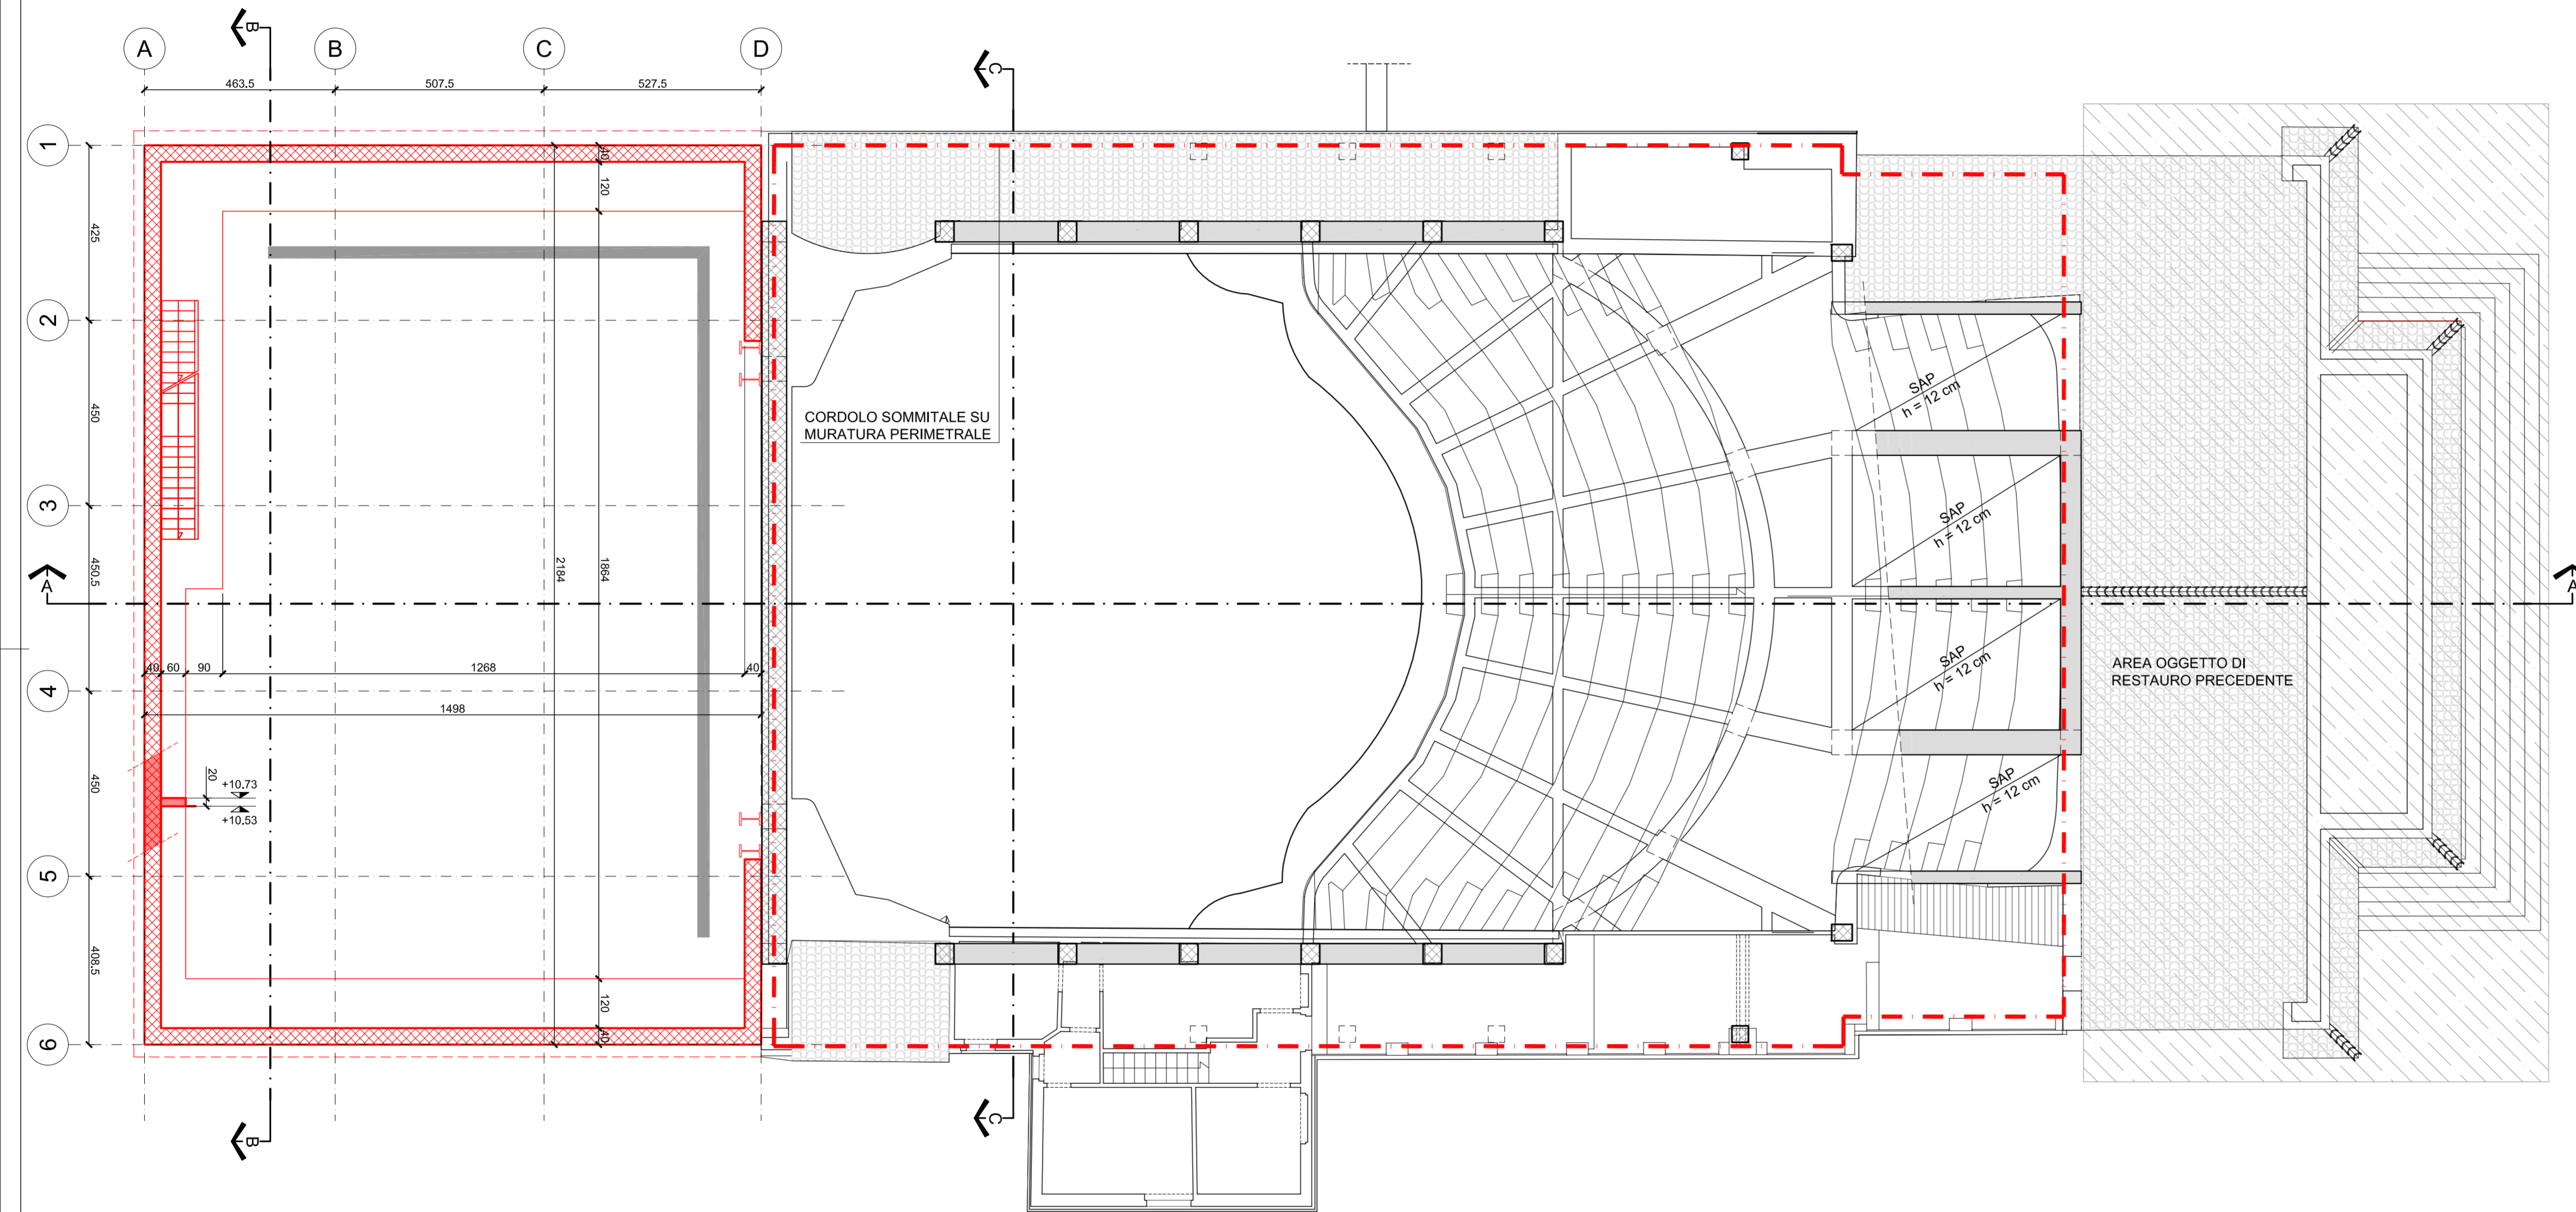 B
A
B
C
D
C
463.5
507.5
527.5
1
2
3
4
5
6
425
450
450.5
450
408.5
40
120
2184
1864
120
40
40
60
90
1268
40
1498
20
+10.73
+10.53
7
7
CORDOLO SOMMITALE SU
MURATURA PERIMETRALE
SAP
h = 12 cm
SAP
h = 12 cm
SAP
h = 12 cm
SAP
h = 12 cm
AREA OGGETTO DI
RESTAURO PRECEDENTE
A
A
B
C